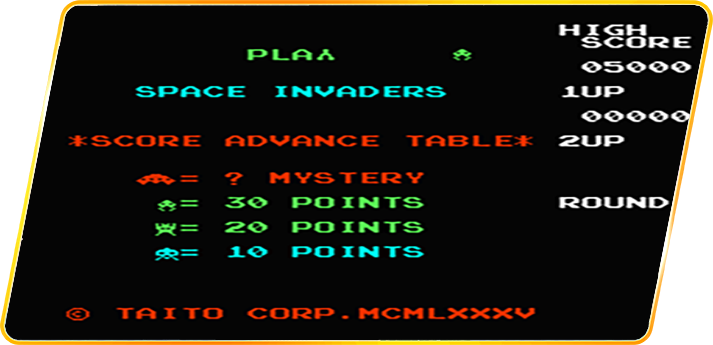 PLAY
SPACE INVADERS
*SCORE ADVANCE TABLE*
= ? MYSTERY
= 30 POINTS
= 20 POINTS
= 10 POINTS
© TAITO CORP.MCMLXXXV
HIGH
SCORE
05000
1UP
00000
2UP
ROUND